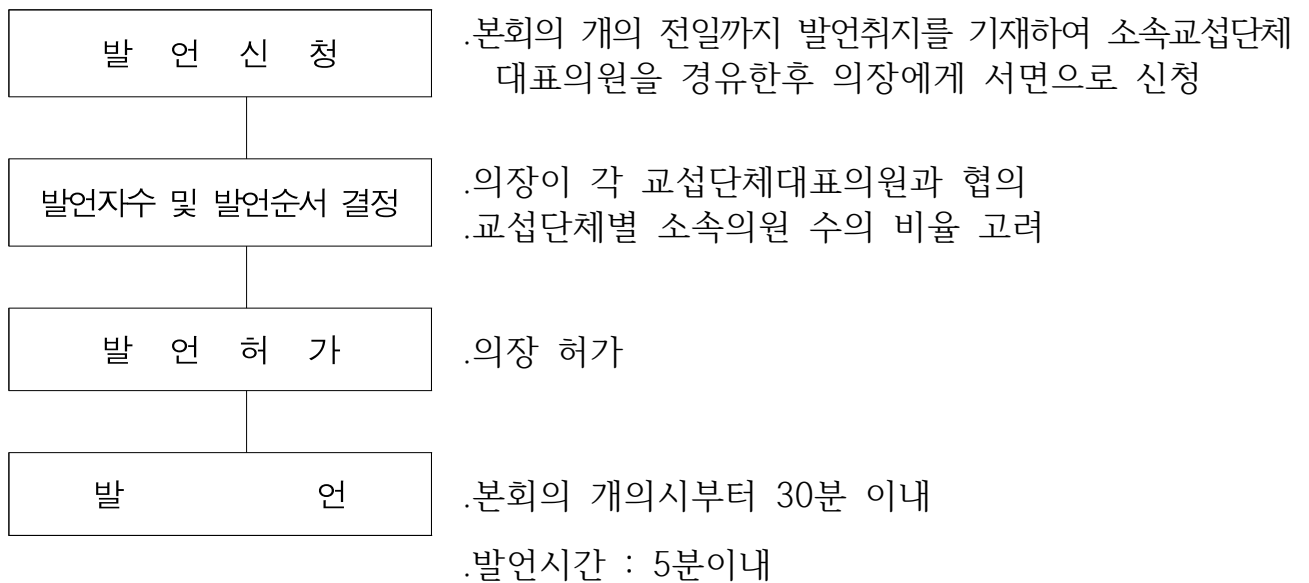 발 언 신 청
.본회의 개의 전일까지 발언취지를 기재하여 소속교섭단체
대표의원을 경유한후 의장에게 서면으로 신청
발언자수 및 발언순서 결정
.의장이 각 교섭단체대표의원과 협의
.교섭단체별 소속의원 수의 비율 고려
발 언 허 가
.의장 허가
발 언
.본회의 개의시부터 30분 이내
.발언시간 : 5분이내